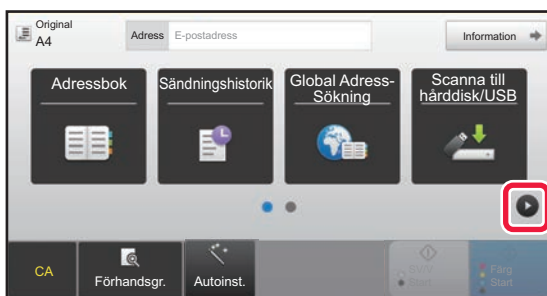 Original
A4
Adress
E-postadress
Information
Adressbok
Sändningshistorik
Global Adress-
Sökning
Scanna till
hårddisk/USB
CA
Förhandsgr.
Autoinst.
Start
Färg
Start